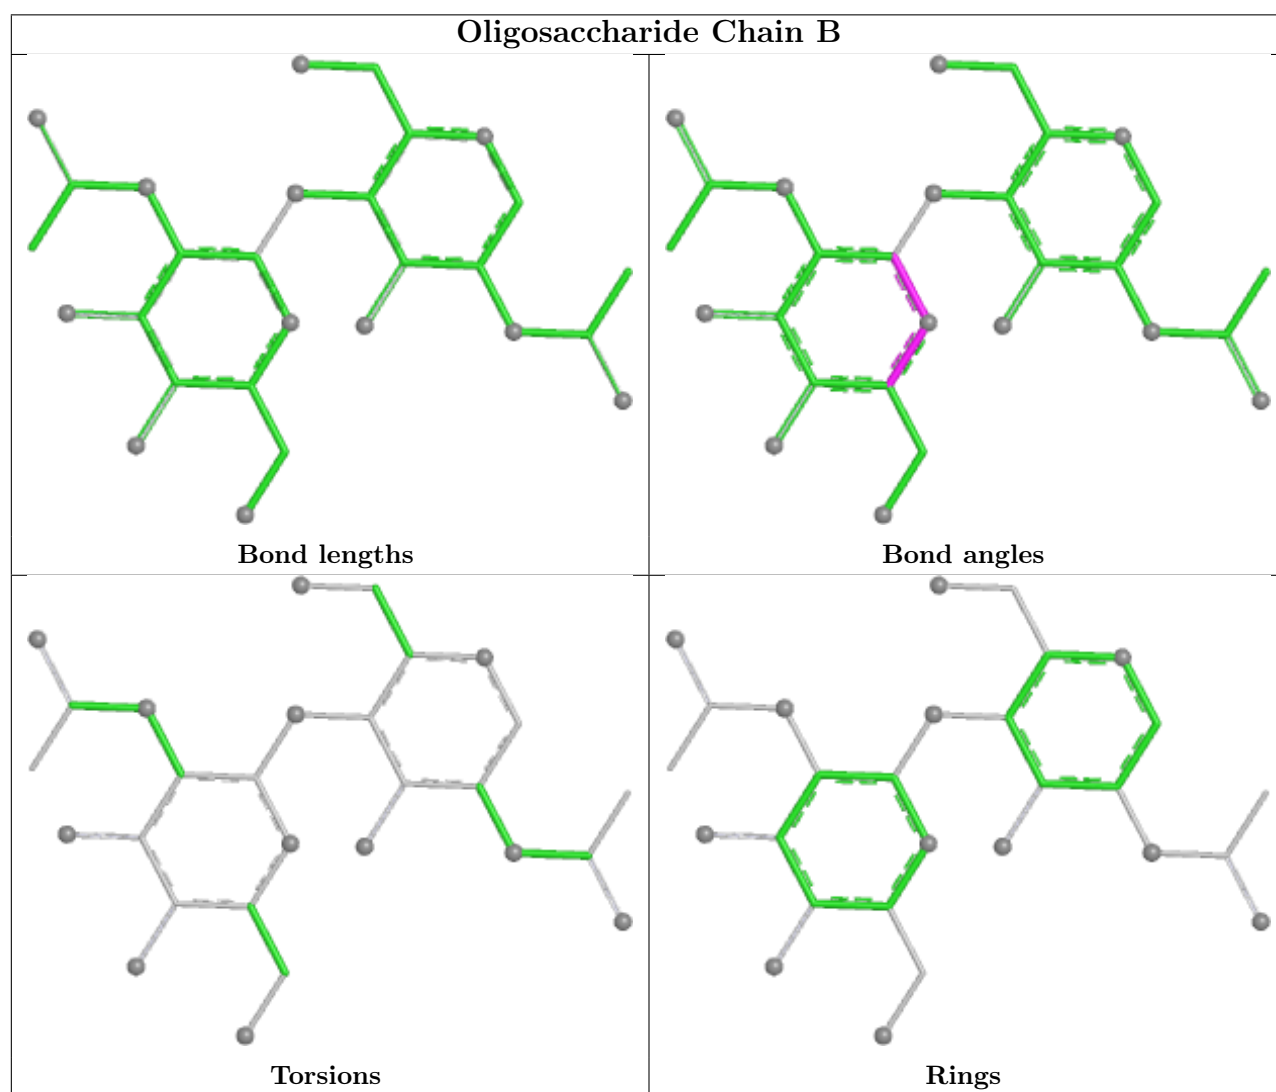 Oligosaccharide Chain B
Bond lengths
Bond angles
Torsions
Rings